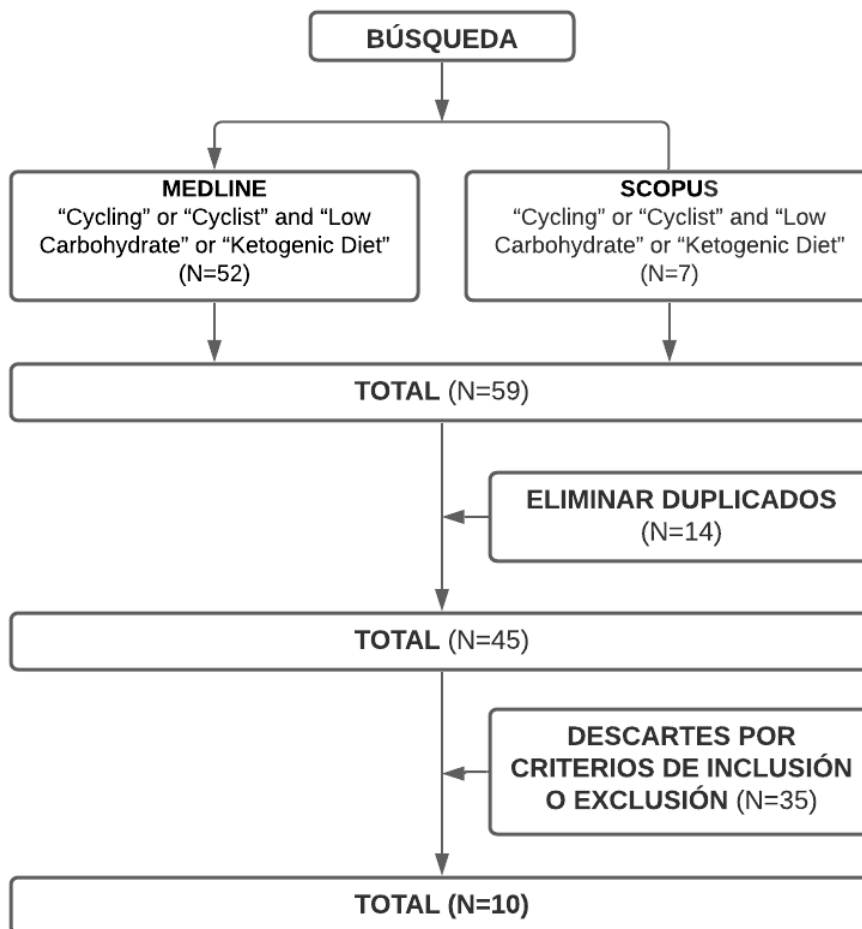 BÚSQUEDA
MEDLINE
“Cycling” or “Cyclist” and “Low
Carbohydrate” or “Ketogenic Diet”
(N=52)
SCOPUS
“Cycling” or “Cyclist” and “Low
Carbohydrate” or “Ketogenic Diet”
(N=7)
TOTAL (N=59)
ELIMINAR DUPLICADOS
(N=14)
TOTAL (N=45)
DESCARTES POR
CRITERIOS DE INCLUSIÓN
O EXCLUSIÓN (N=35)
TOTAL (N=10)